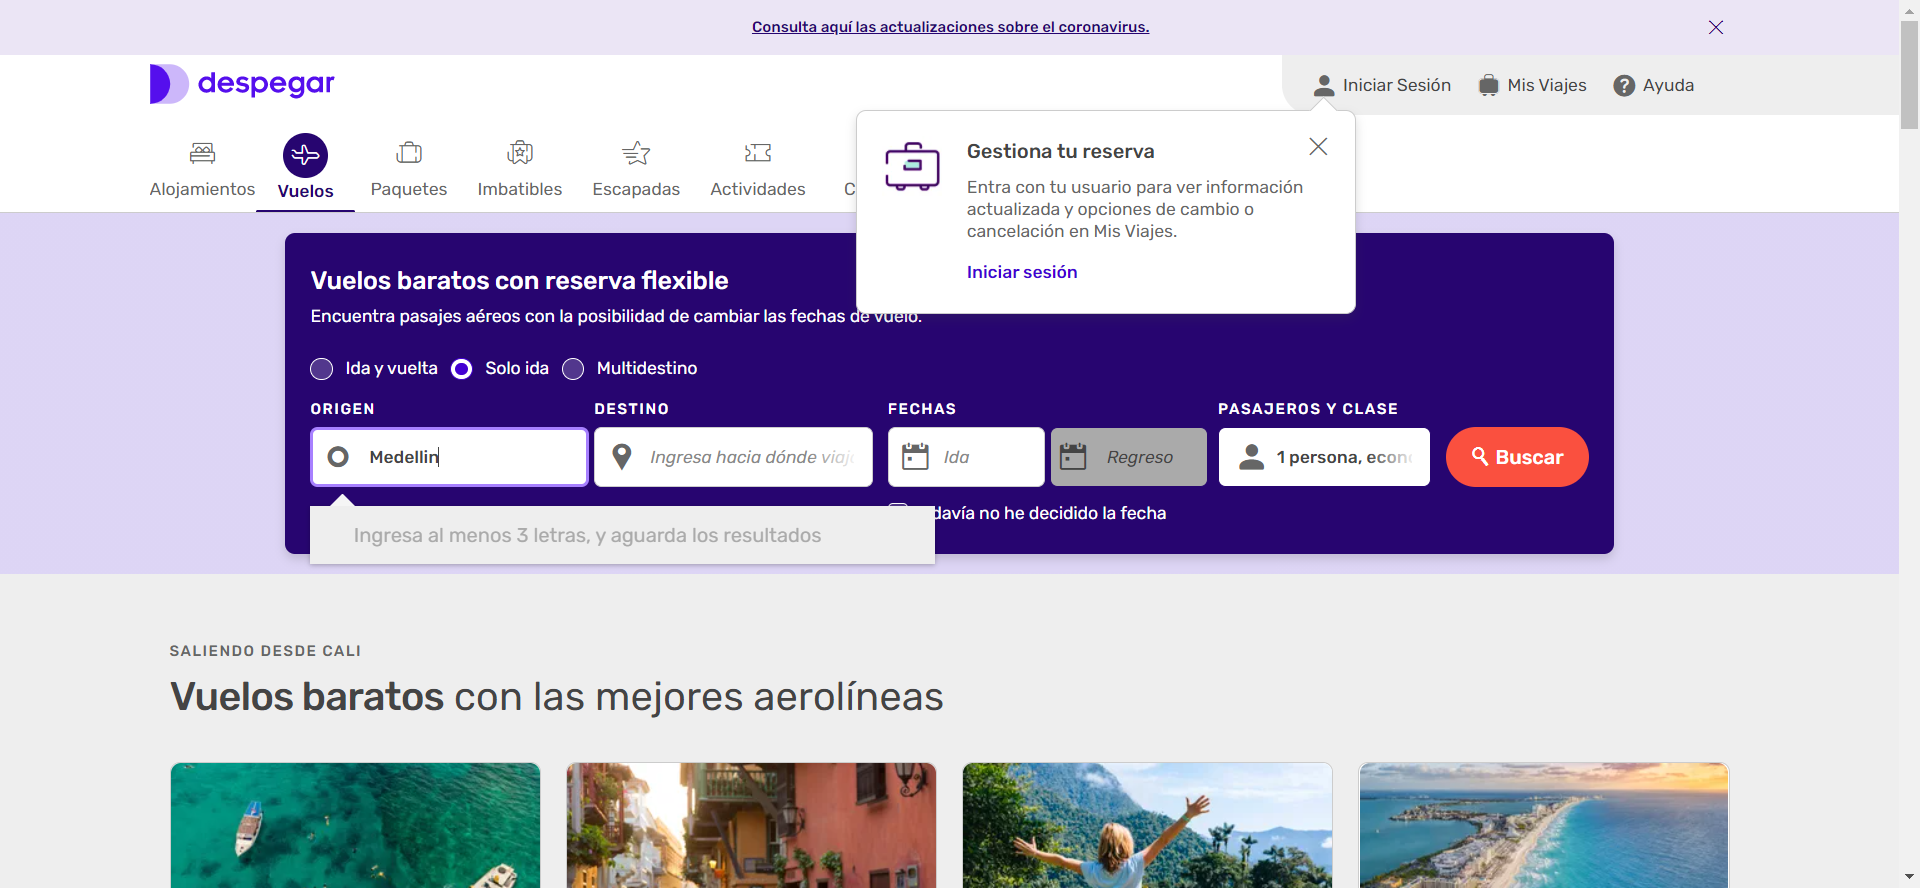 Consulta aquí las actualizaciones sobre el coronavirus.
despegar
Iniciar Sesión
Mis Viajes
Ayuda
Alojamientos
Vuelos
Paquetes
Imbatibles
Escapadas
Actividades
C
Gestiona tu reserva
Entra con tu usuario para ver información
actualizada y opciones de cambio o
cancelación en Mis Viajes.
Iniciar sesión
Vuelos baratos con reserva flexible
Encuentra pasajes aéreos con la posibilidad de cambiar las fechas de vuelo.
Ida y vuelta
Solo ida
Multidestino
ORIGEN
DESTINO
FECHAS
PASAJEROS Y CLASE
Medellin
Ingresa hacia dónde viaj
Ida
Regreso
1 persona, econ
Buscar
davía no he decidido la fecha
Ingresa al menos 3 letras, y aguarda los resultados
SALIENDO DESDE CALI
Vuelos baratos con las mejores aerolíneas